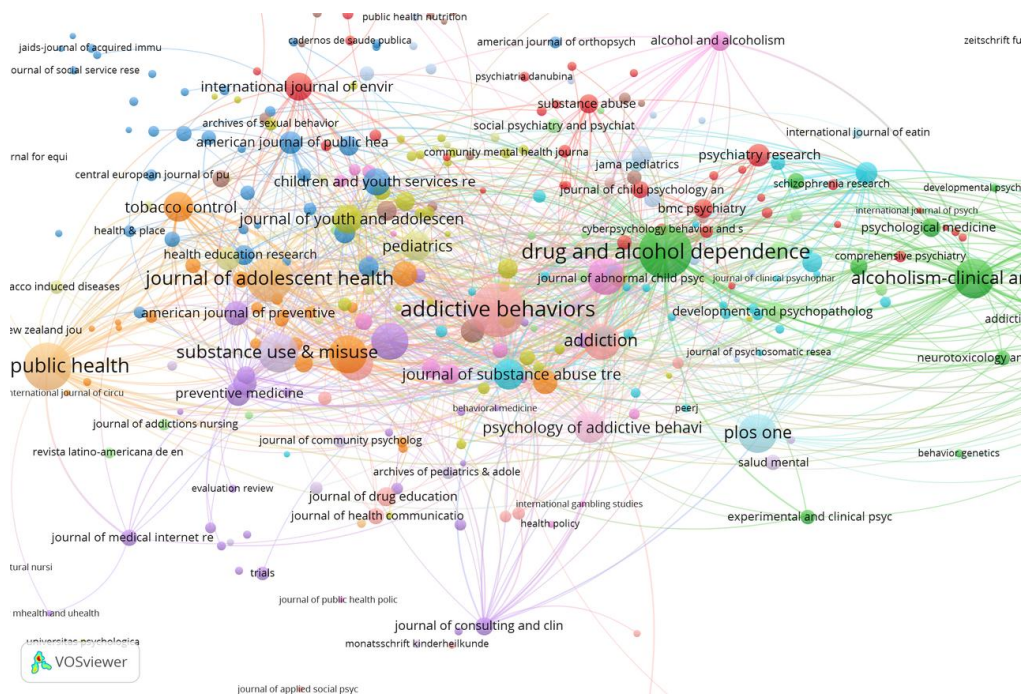 public health nutrition
cadernos de saude publica
jaids-journal of acquired immu
american journal of orthopsych
alcohol and alcoholism
zeitschrift fu
ournal of social service rese
psychiatria danubina
international journal of envir
substance abuse
archives of sexual behavior
social psychiatry and psychiat
international journal of eatin
american journal of public hea
community mental health journa
jama pediatrics
psychiatry research
rnal for equi
central european journal of pu
children and youth services re
journal of child psychology an
schizophrenia research
developmental psych
tobacco control
journal of youth and adolescen
bmc psychiatry
international journal of psych
health & place
cyberpsychology behavior and s
psychological medicine
health education research
pediatrics
drug and alcohol dependence
comprehensive psychiatry
journal of adolescent health
journal of abnormal child psyc
journal of clinical psychophar
alcoholism-clinical an
acco induced diseases
american journal of preventive
addictive behaviors
development and psychopatholog
addictio
ew zealand jou
substance use & misuse
addiction
journal of psychosomatic resea
neurotoxicology an
public health
journal of substance abuse tre
international journal of circu
preventive medicine
behavioral medicine
peerj
journal of addictions nursing
psychology of addictive behavi
plos one
journal of community psycholog
revista latino-americana de en
archives of pediatrics & adole
salud mental
behavior genetics
evaluation review
journal of drug education
international gambling studies
journal of health communicatio
health policy
experimental and clinical psyc
journal of medical internet re
tural nursi
trials
journal of public health polic
mhealth and uhealth
journal of consulting and clin
universitas psychologica
monatsschrift kinderheilkunde
VOSviewer
journal of applied social psyc